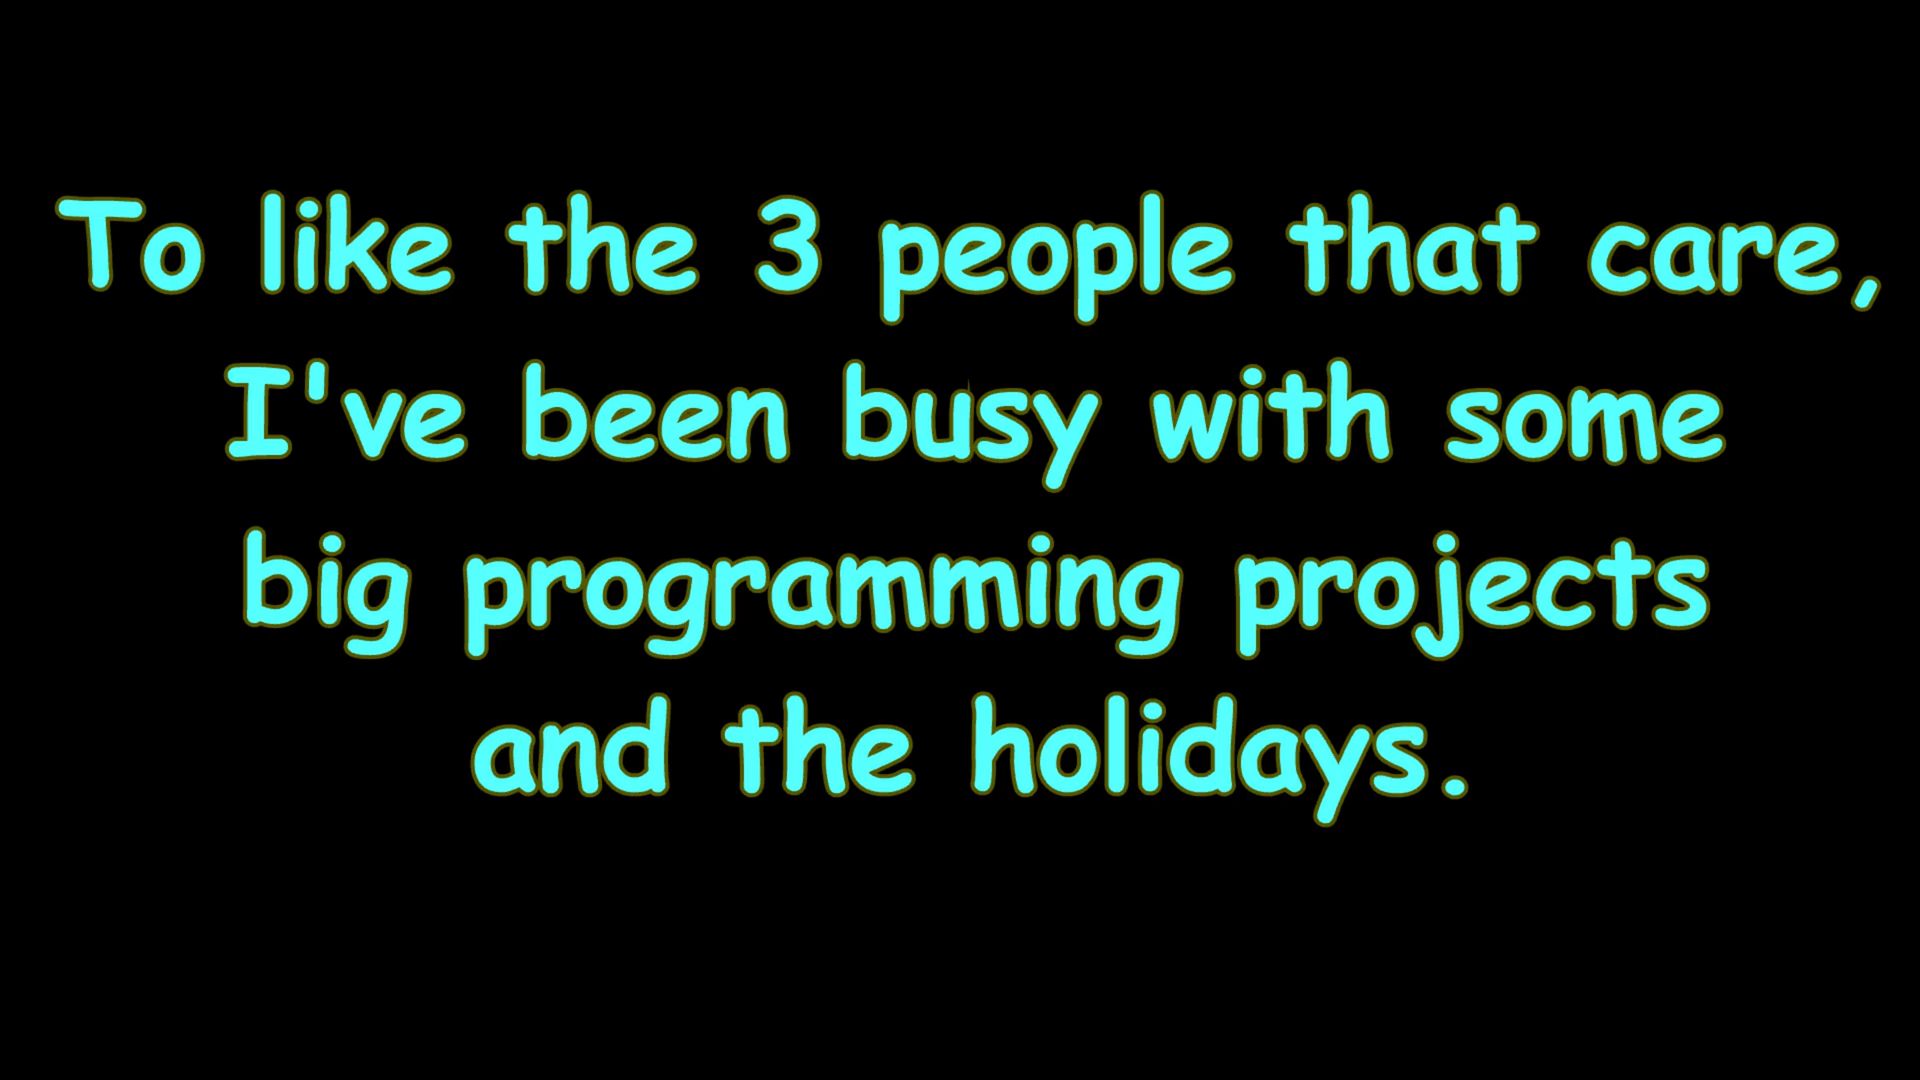 To like the 3 people that care,
I've been busy with some
big programming projects
and the holidays.